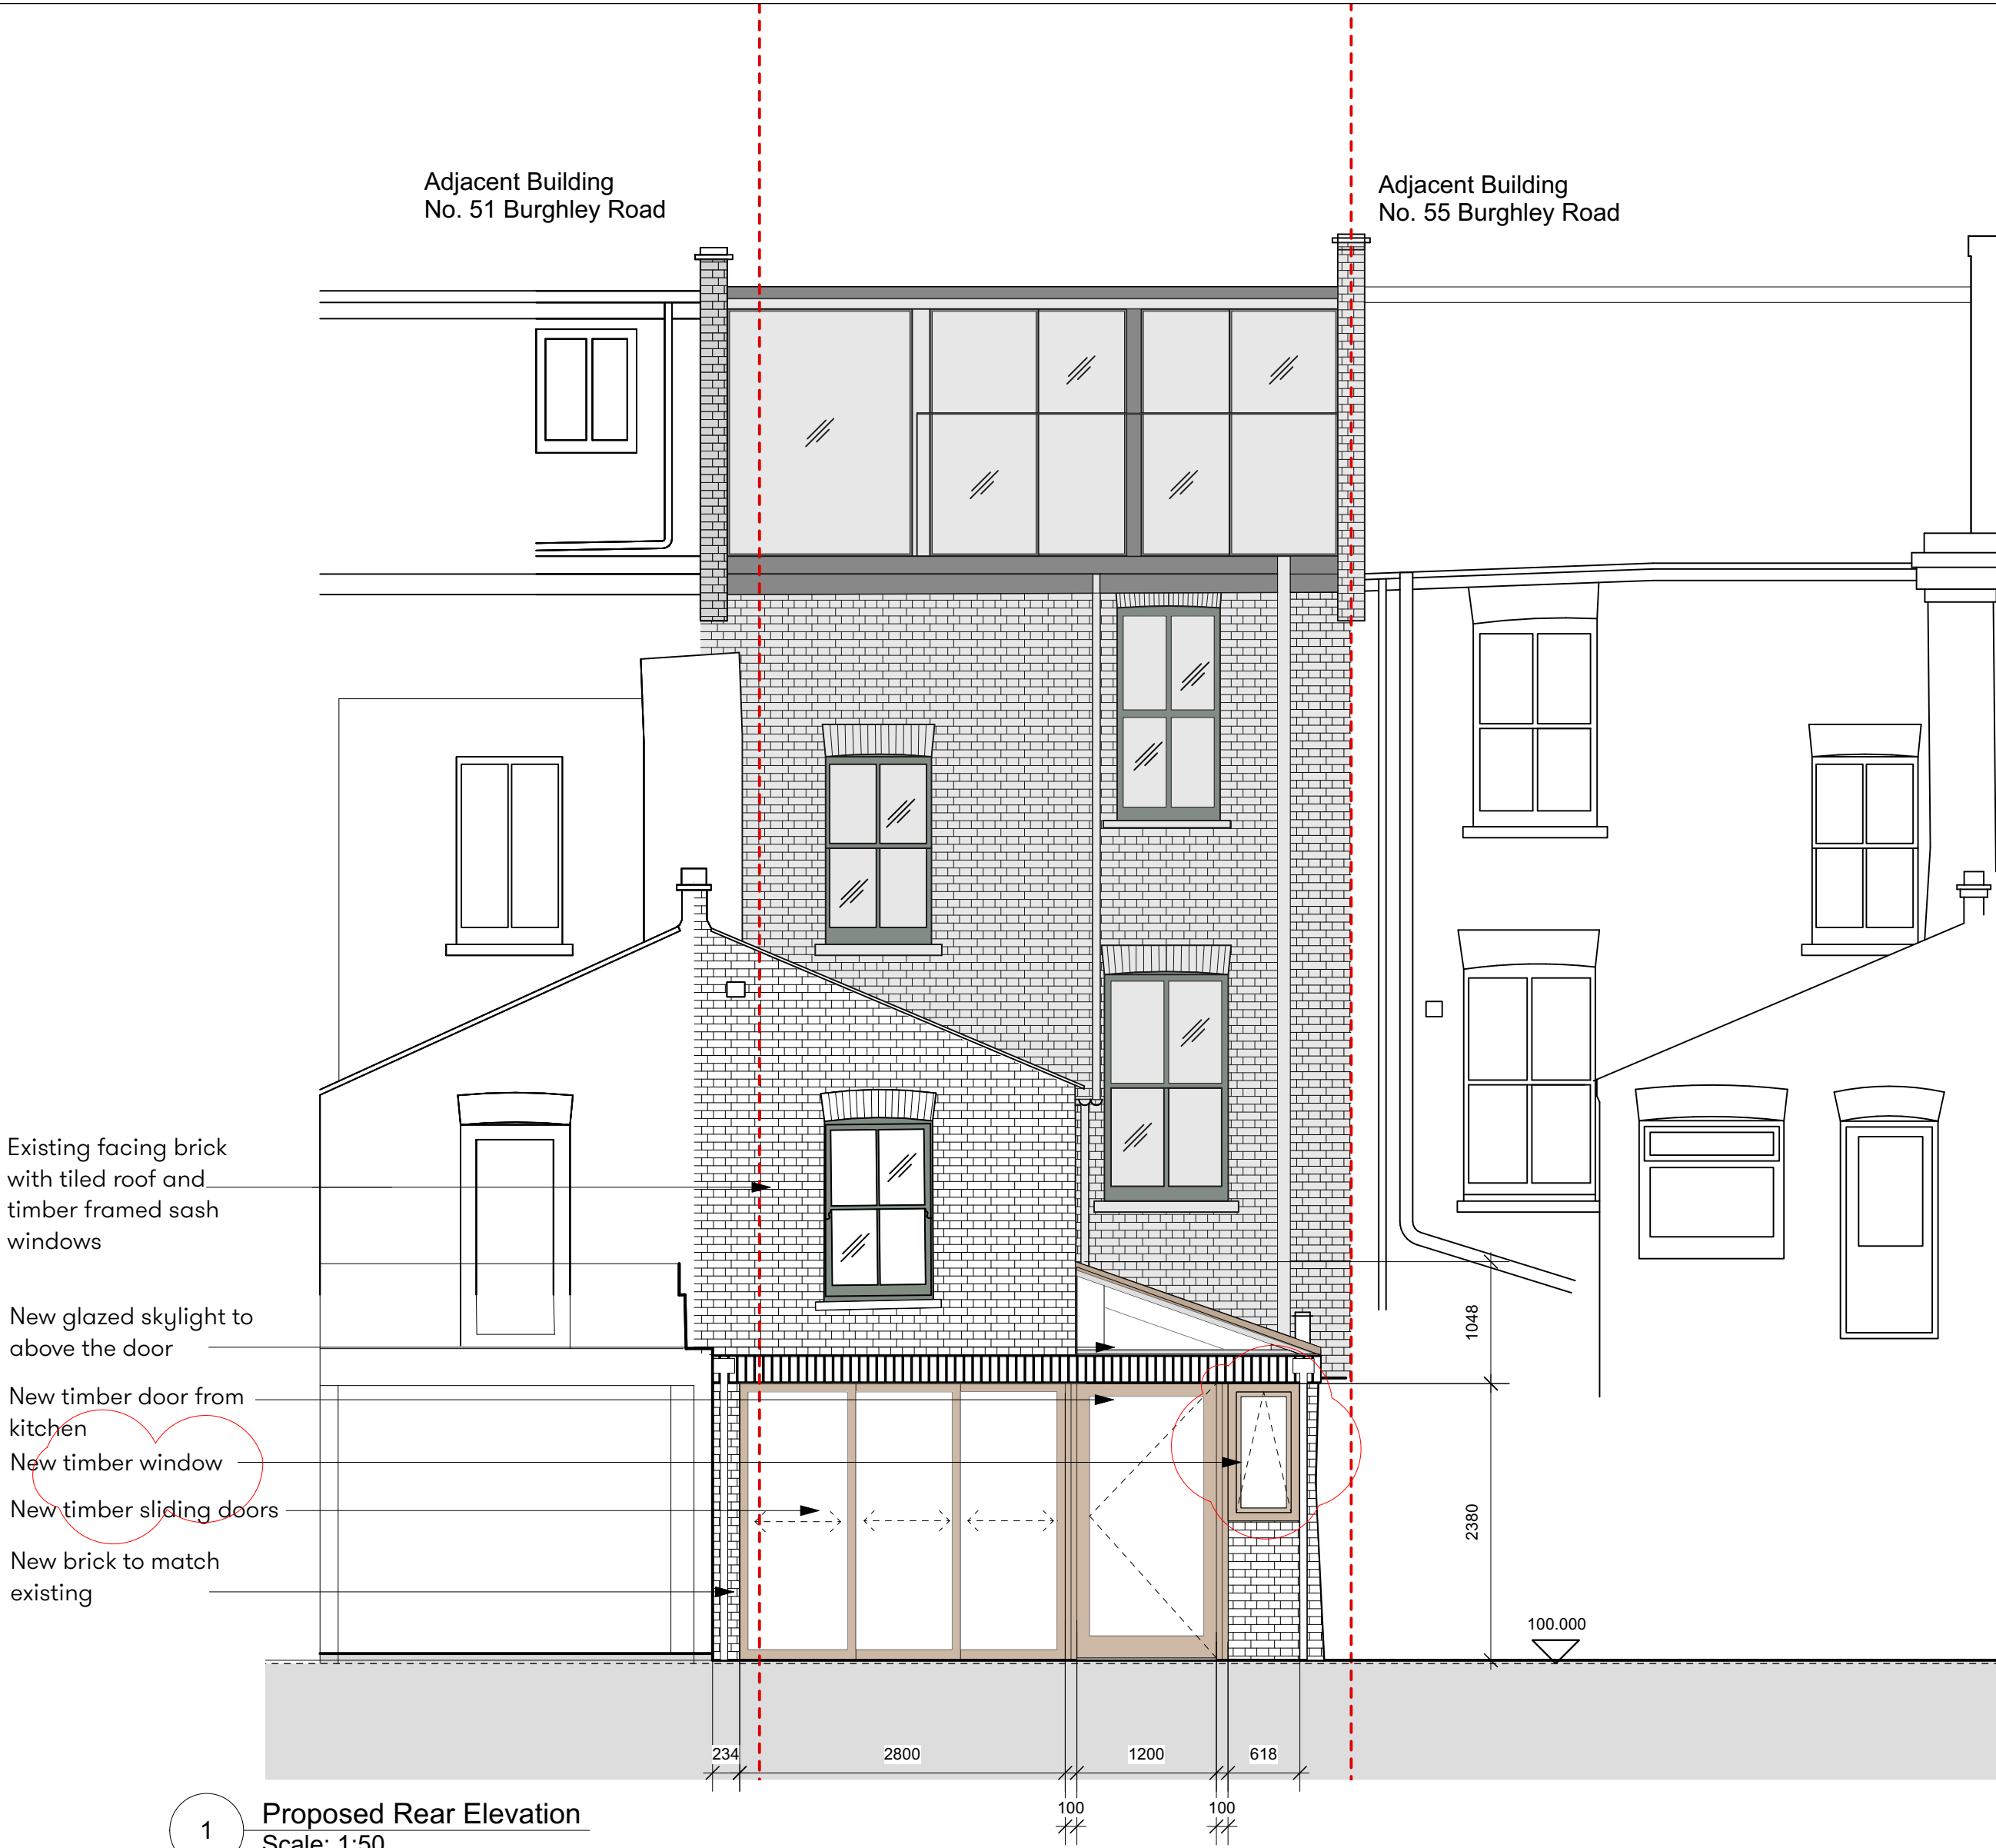 Adjacent Building
No. 51 Burghley Road
Adjacent Building
No. 55 Burghley Road
Existing facing brick
with tiled roof and
timber framed sash
windows
New glazed skylight to
above the door
New timber door from
kitchen
New timber window
New timber sliding doors
New brick to match
existing
1048
2380
100.000
234
2800
1200
618
100
100
1
Proposed Rear Elevation
Scale: 1:50